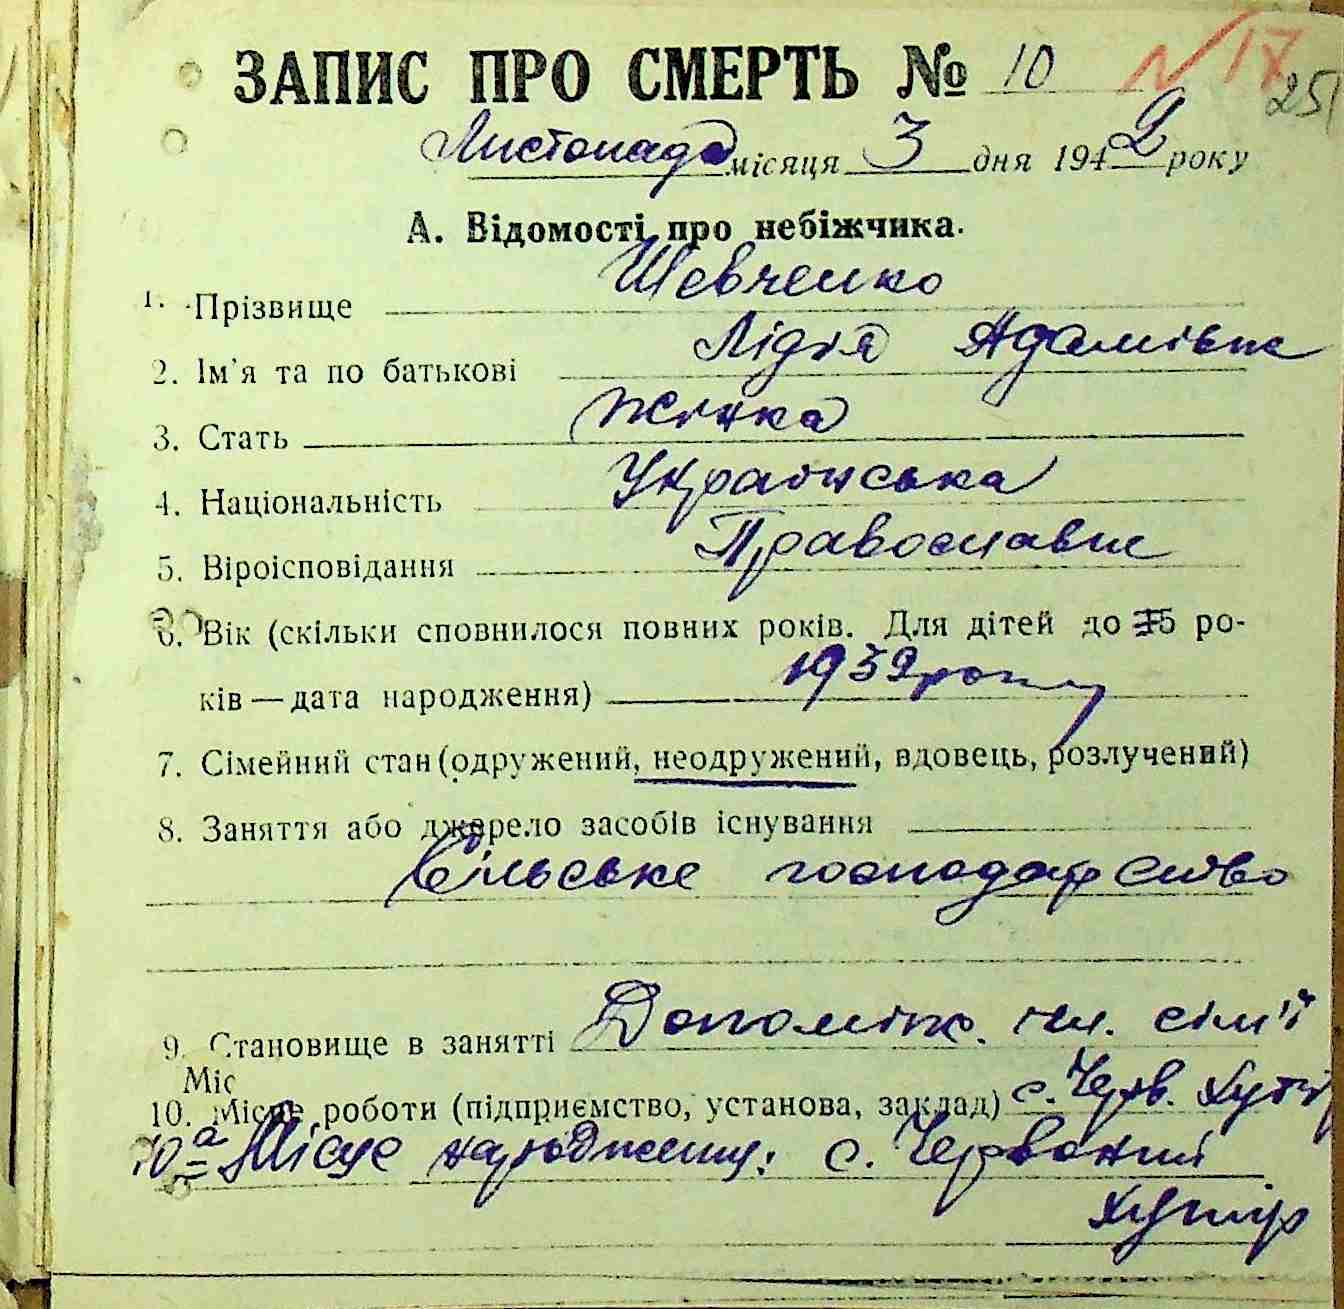 ЗАПИС ПРО СМЕРТЬ № 10 N 17
251
Листопада місяця 3 дня 1942 року
А. Відомості про небіжчика.
1. Прізвище Шевченко
2. Ім'я та по батькові Лідія Адамівна
3. Стать Жінка
4. Національність Українська
5. Віроісповідання Православне
6. Вік (скільки сповнилося повних років. Для дітей до 5 ро-
ків — дата народження) 1939 року
7. Сімейний стан (одружений, неодружений, вдовець, розлучений)
8. Заняття або джерело засобів існування
Сільське господарство
9. Становище в занятті Допоміж. чл. сім'ї
Міс
10. Місце роботи (підприємство, установа, заклад) с. Черв. Хутір
10а Місце народження: с. Червоний
хутір